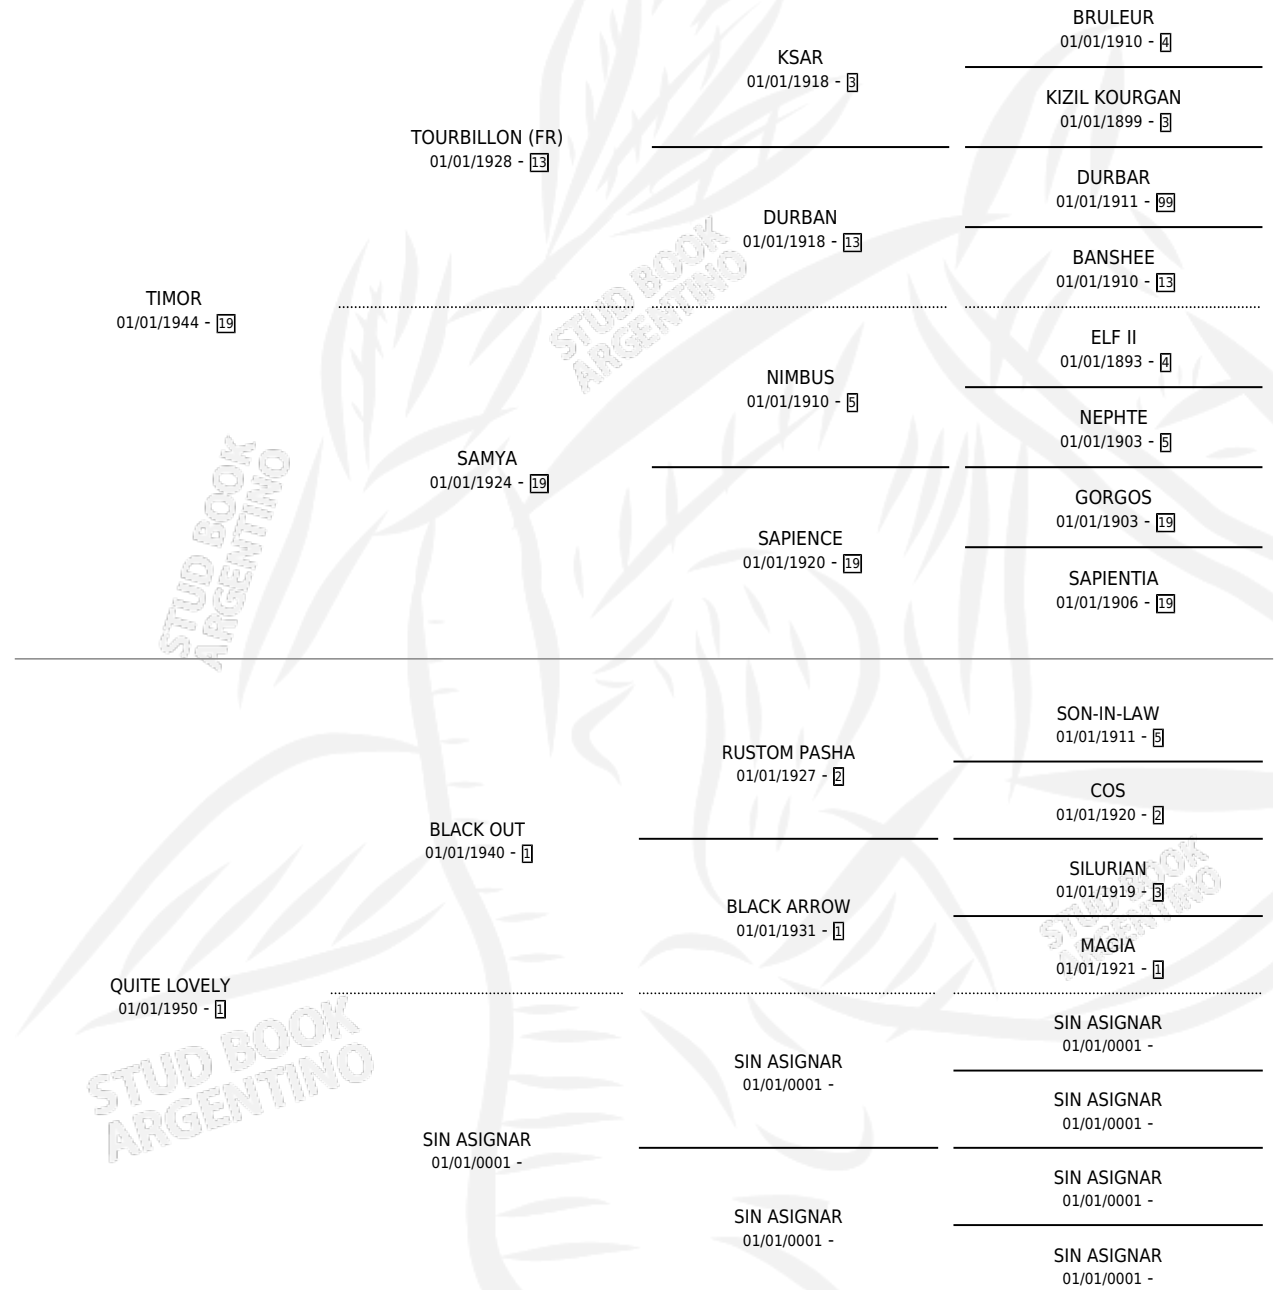 BRULEUR
01/01/1910 - 4
KSAR
01/01/1918 - 3
KIZIL KOURGAN
01/01/1899 - 3
TOURBILLON (FR)
01/01/1928 - 13
DURBAR
01/01/1911 - 99
DURBAN
01/01/1918 - 13
BANSHEE
01/01/1910 - 13
TIMOR
01/01/1944 - 19
ELF II
01/01/1893 - 4
NIMBUS
01/01/1910 - 5
NEPHTE
01/01/1903 - 5
SAMYA
01/01/1924 - 19
GORGOS
01/01/1903 - 19
SAPIENCE
01/01/1920 - 19
SAPIENTIA
01/01/1906 - 19
SON-IN-LAW
01/01/1911 - 5
RUSTOM PASHA
01/01/1927 - 2
COS
01/01/1920 - 2
BLACK OUT
01/01/1940 - 1
SILURIAN
01/01/1919 - 3
BLACK ARROW
01/01/1931 - 1
MAGIA
01/01/1921 - 1
QUITE LOVELY
01/01/1950 - 1
SIN ASIGNAR
01/01/0001 -
SIN ASIGNAR
01/01/0001 -
SIN ASIGNAR
01/01/0001 -
SIN ASIGNAR
01/01/0001 -
SIN ASIGNAR
01/01/0001 -
SIN ASIGNAR
01/01/0001 -
SIN ASIGNAR
01/01/0001 -
STUD BOOK
ARGENTINO
STUD BOOK
ARGENTINO
STUD BOOK
ARGENTINO
STUD BOOK
ARGENTINO